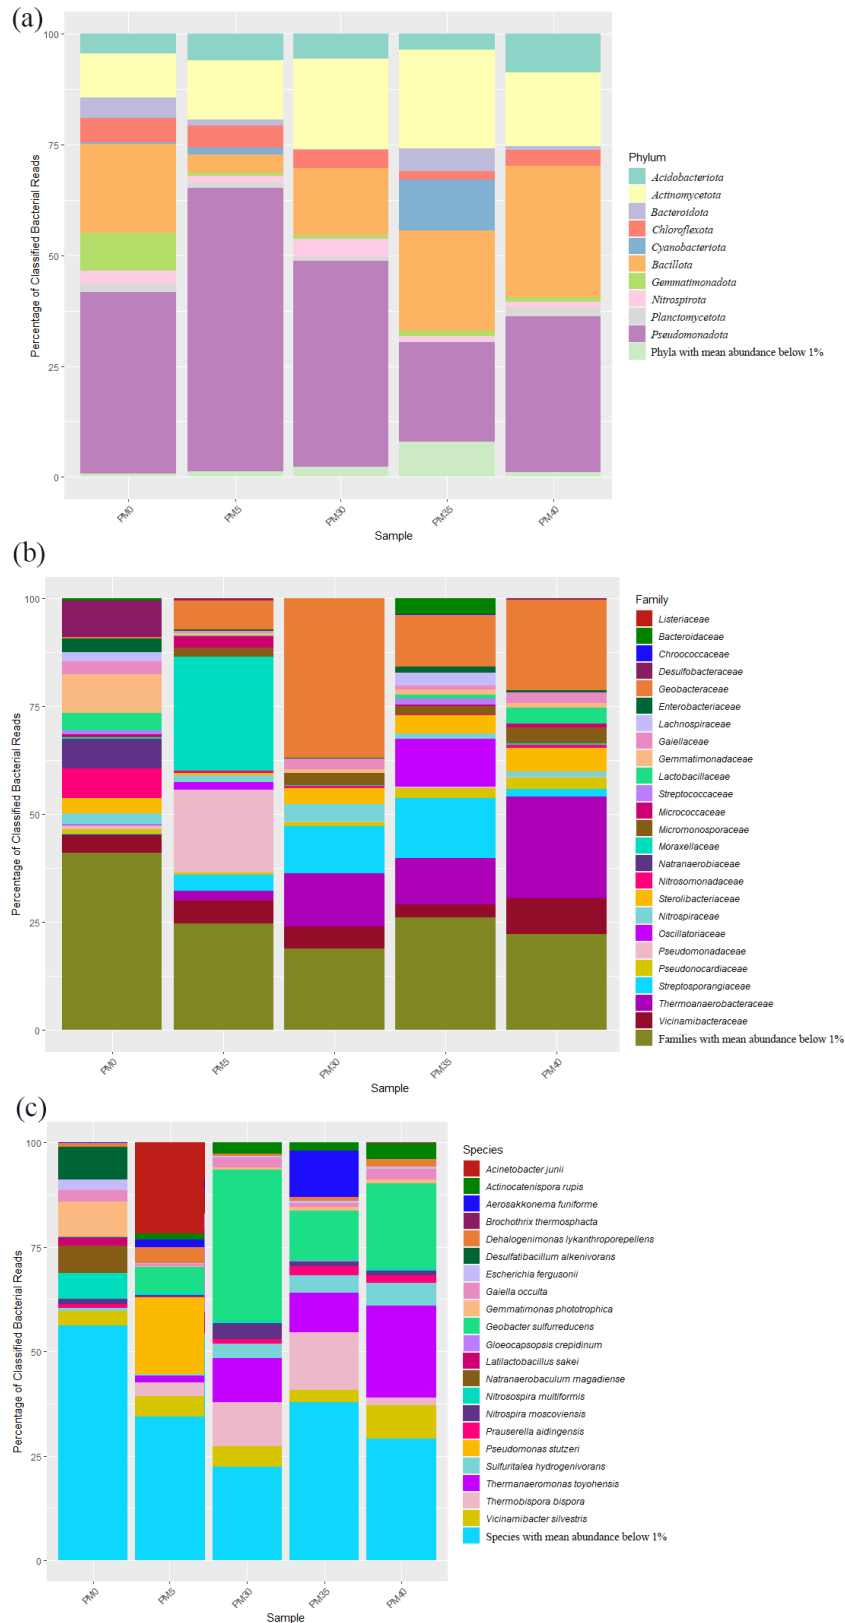 (a)
Percentage of Classified Bacterial Reads
100
75
50
25
0
PM0
PM5
PM30
PM35
PM40
Sample
Phylum
Acidobacteriota
Actinomycetota
Bacteroidota
Chloroflexota
Cyanobacteriota
Bacillota
Gemmatimonadota
Nitrospirota
Planctomycetota
Pseudomonadota
Phyla with mean abundance below 1%
(b)
Percentage of Classified Bacterial Reads
100
75
50
25
0
PM0
PM5
PM30
PM35
PM40
Sample
Family
Listeriaceae
Bacteroidaceae
Chroococcaceae
Desulfobacteraceae
Geobacteraceae
Enterobacteriaceae
Lachnospiraceae
Gaiellaceae
Gemmatimonadaceae
Lactobacillaceae
Streptococcaceae
Micrococcaceae
Micromonosporaceae
Moraxellaceae
Natranaerobiaceae
Nitrosomonadaceae
Sterolibacteriaceae
Nitrospiraceae
Oscillatoriaceae
Pseudomonadaceae
Pseudonocardiaceae
Streptosporangiaceae
Thermoanaerobacteraceae
Vicinamibacteraceae
Families with mean abundance below 1%
(c)
Percentage of Classified Bacterial Reads
100
75
50
25
0
PM0
PM5
PM30
PM35
PM40
Sample
Species
Acinetobacter junii
Actinocatenispora rupis
Aerosakkonema funiforme
Brochothrix thermosphacta
Dehalogenimonas lykanthroporepellens
Desulfatibacillum alkenivorans
Escherichia fergusonii
Gaiella occulta
Gemmatimonas phototrophica
Geobacter sulfurreducens
Gloeocapsopsis crepidinum
Latilactobacillus sakei
Natranaerobaculum magadiense
Nitrosospira multiformis
Nitrospira moscoviensis
Prauserella aidingensis
Pseudomonas stutzeri
Sulfuritalea hydrogenivorans
Thermanaeromonas toyohensis
Thermobispora bispora
Vicinamibacter silvestris
Species with mean abundance below 1%